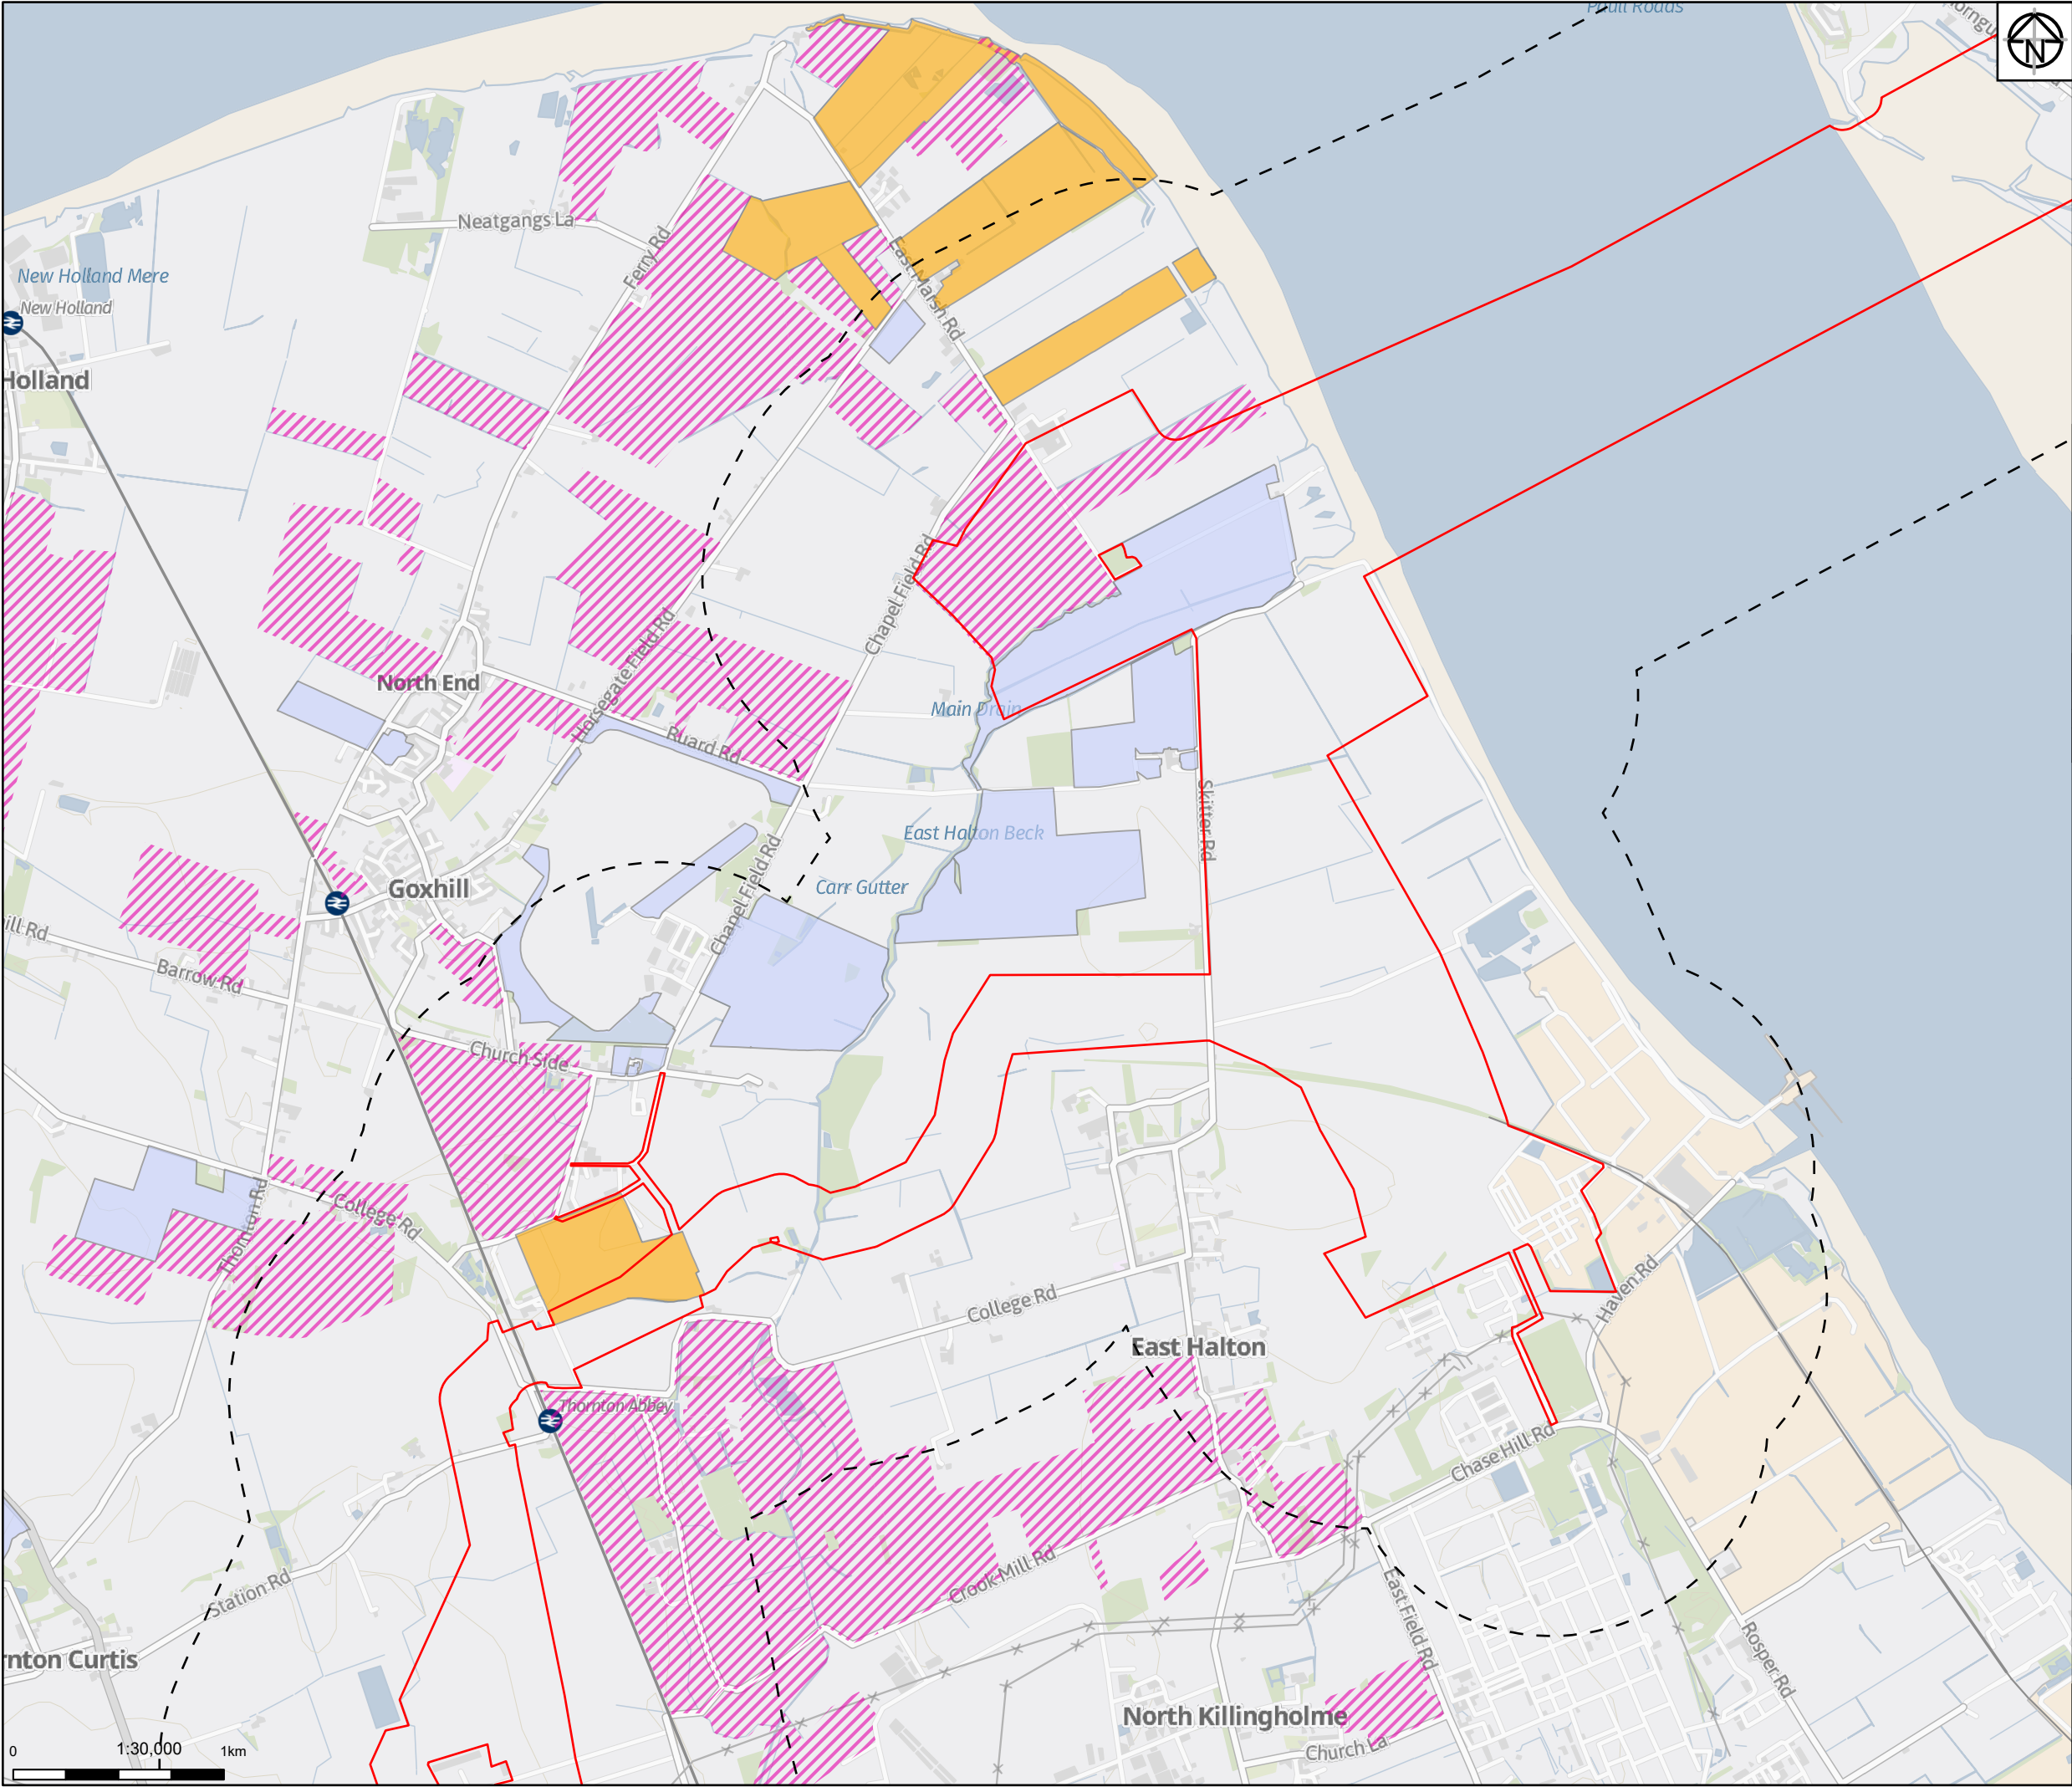 Paull Roads
N
Neatgangs La
Ferry Rd
New Holland Mere
New Holland
East Marsh Rd
Holland
Chapel Field Rd
Horsegate Field Rd
North End
Main Drain
Ruard Rd
Skitter Rd
East Halton Beck
Chapel Field Rd
Carr Gutter
Goxhill
ill Rd
Barrow Rd
Church Side
Thornton Rd
College Rd
College Rd
Haven Rd
East Halton
Thornton Abbey
Chase Hill Rd
Crook Mill Rd
Station Rd
East Field Rd
rnton Curtis
Rosper Rd
North Killingholme
Church La
0 1:30,000 1km